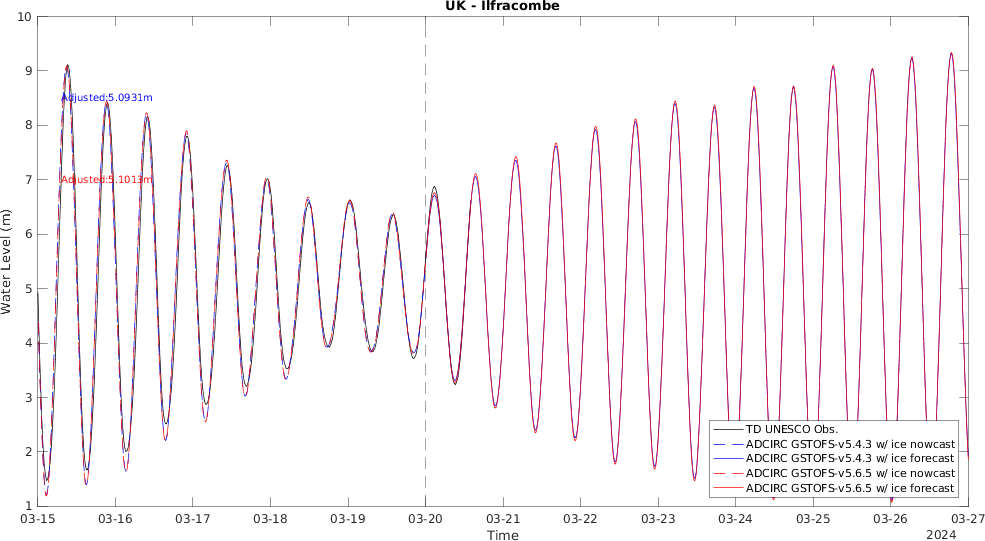 UK - Ilfracombe
10
9
8
7
6
5
4
3
2
1
Water Level (m)
Adjusted:5.0931m
Adjusted:5.1013m
TD UNESCO Obs.
ADCIRC GSTOFS-v5.4.3 w/ ice nowcast
ADCIRC GSTOFS-v5.4.3 w/ ice forecast
ADCIRC GSTOFS-v5.6.5 w/ ice nowcast
ADCIRC GSTOFS-v5.6.5 w/ ice forecast
03-15 03-16 03-17 03-18 03-19 03-20 03-21 03-22 03-23 03-24 03-25 03-26 03-27
Time
2024